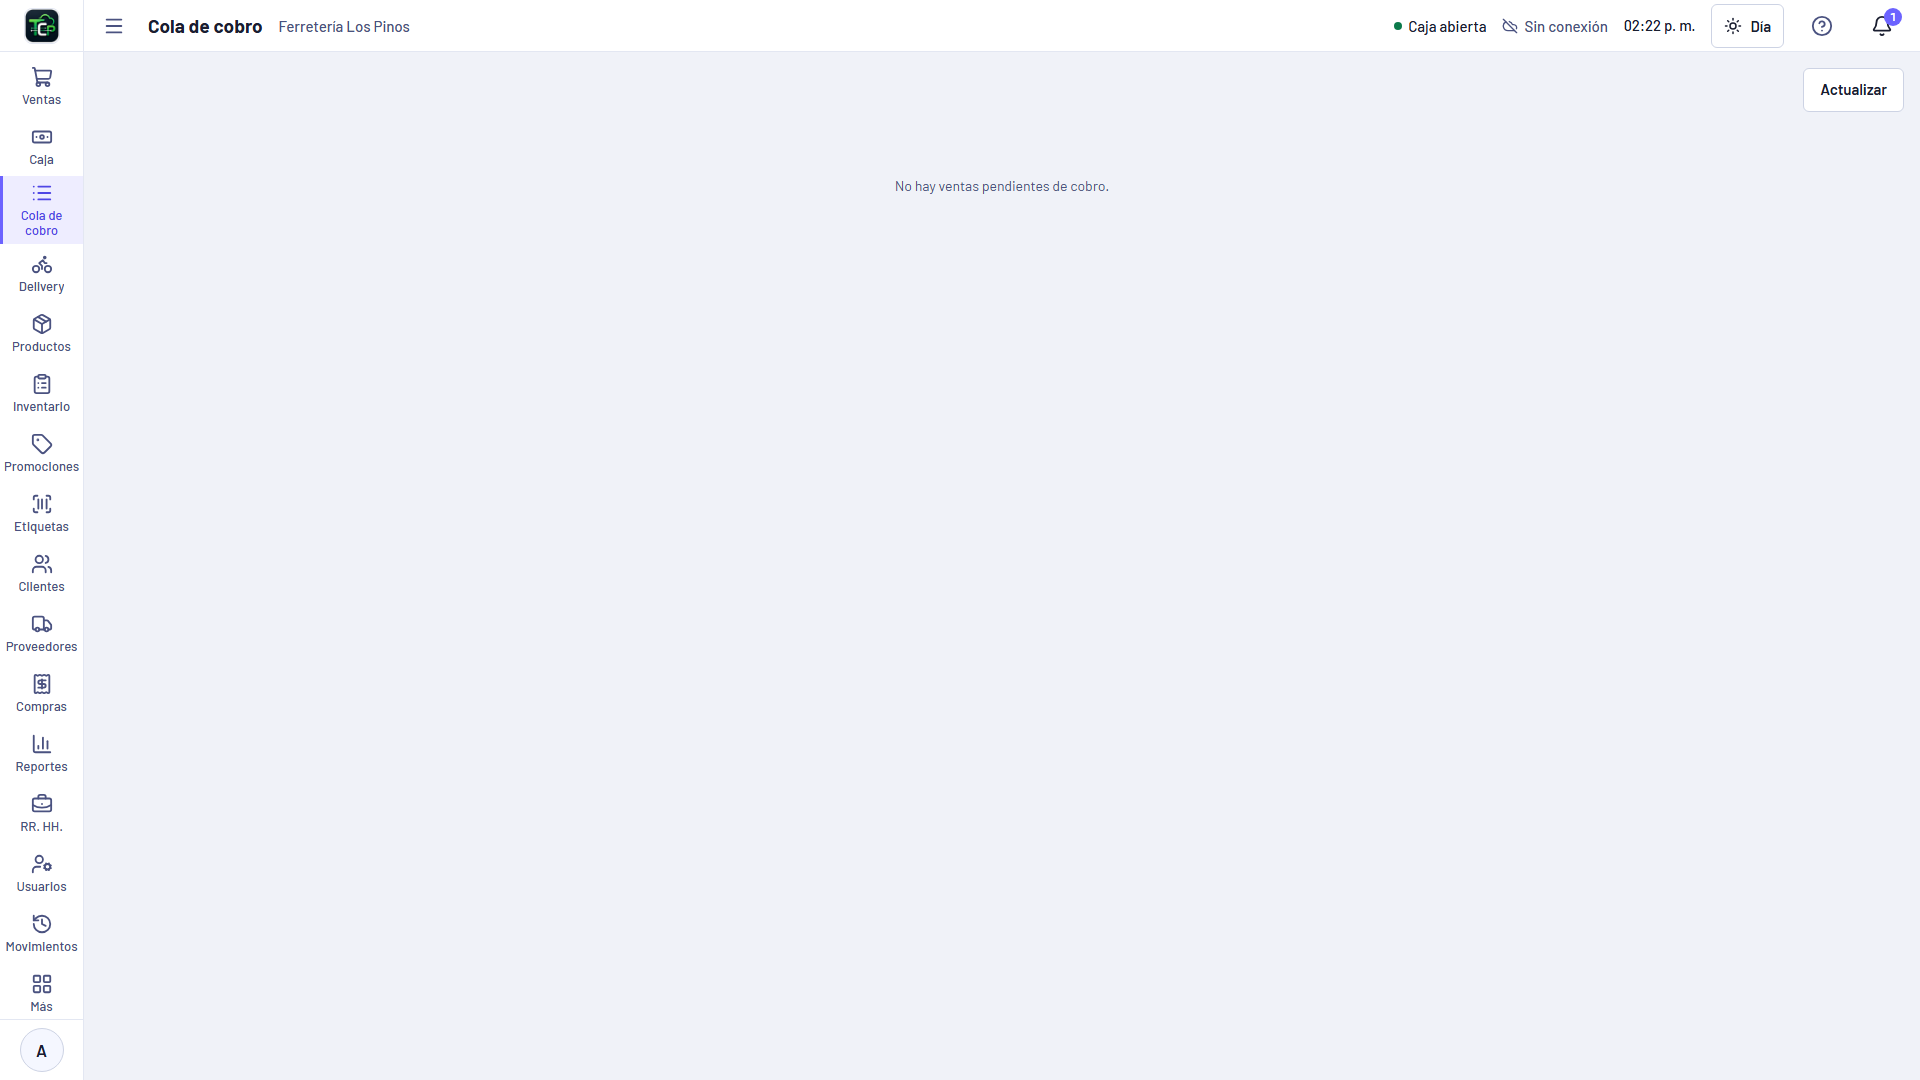 TCP
Cola de cobro
Ferretería Los Pinos
Caja abierta
Sin conexión
02:22 p. m.
Día
1
Ventas
Caja
Cola de
cobro
Delivery
Productos
Inventario
Promociones
Etiquetas
Clientes
Proveedores
Compras
Reportes
RR. HH.
Usuarios
Movimientos
Más
A
Actualizar
No hay ventas pendientes de cobro.